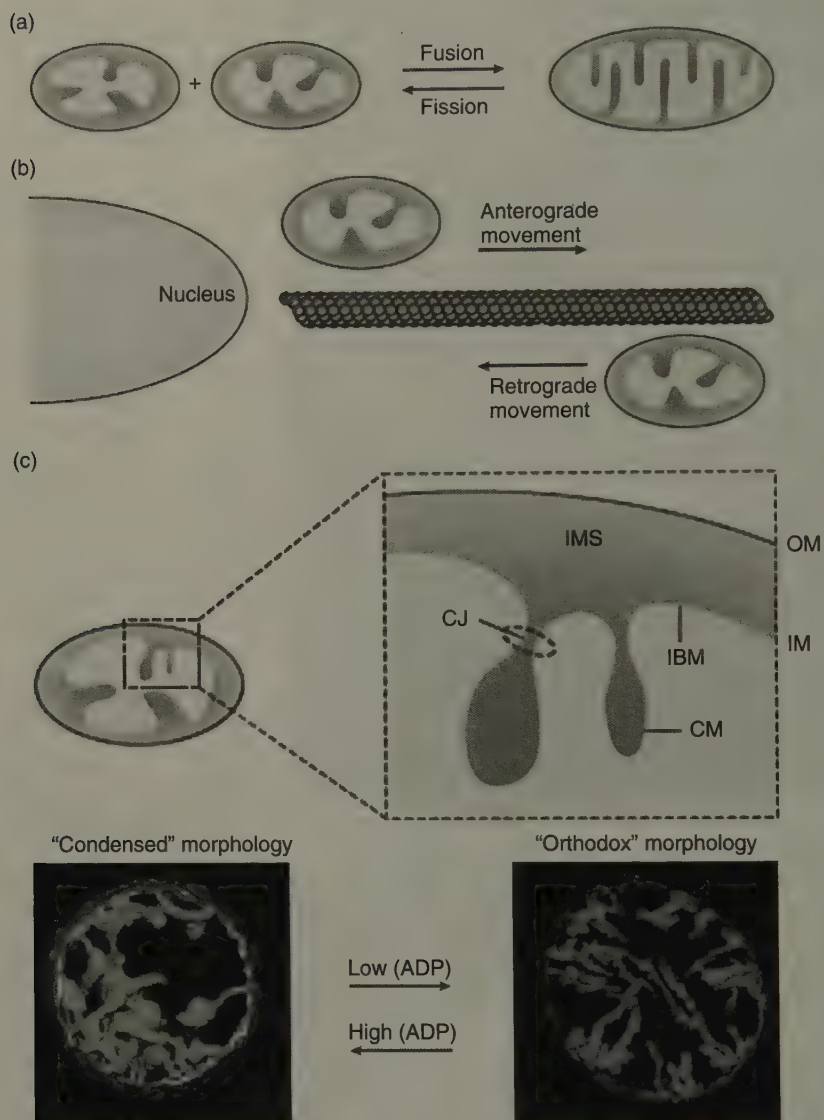 (a)
Fusion
+
Fission
(b)
Nucleus
Anterograde
movement
Retrograde
movement
(c)
IMS
OM
CJ
IBM
IM
CM
"Condensed" morphology
"Orthodox" morphology
Low (ADP)
High (ADP)